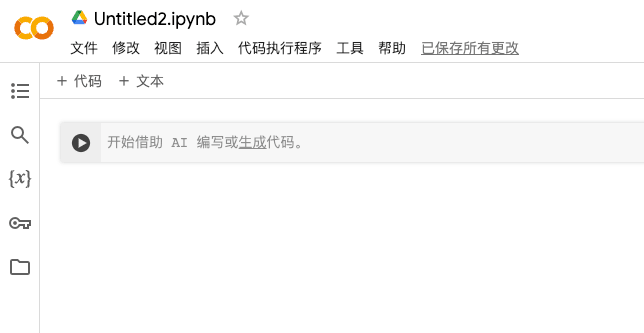 Untitled2.ipynb
文件 修改 视图 插入 代码执行程序 工具 帮助 已保存所有更改
+ 代码 + 文本
开始借助 AI 编写或生成代码。
{x}